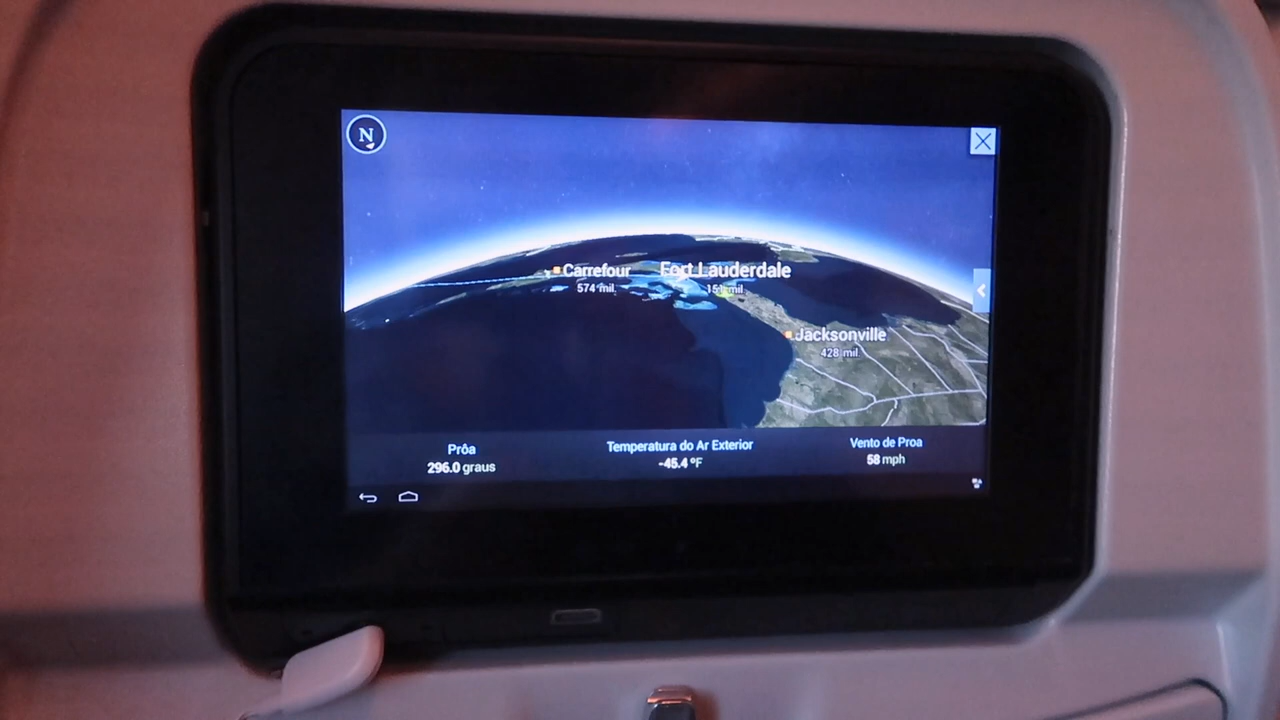 N
Carrefour
574 mil.
Fort Lauderdale
Jacksonville
428 mil
Prôa
296.0 graus
Temperatura do Ar Exterior
-45.4 ºF
Vento de Proa
58 mph